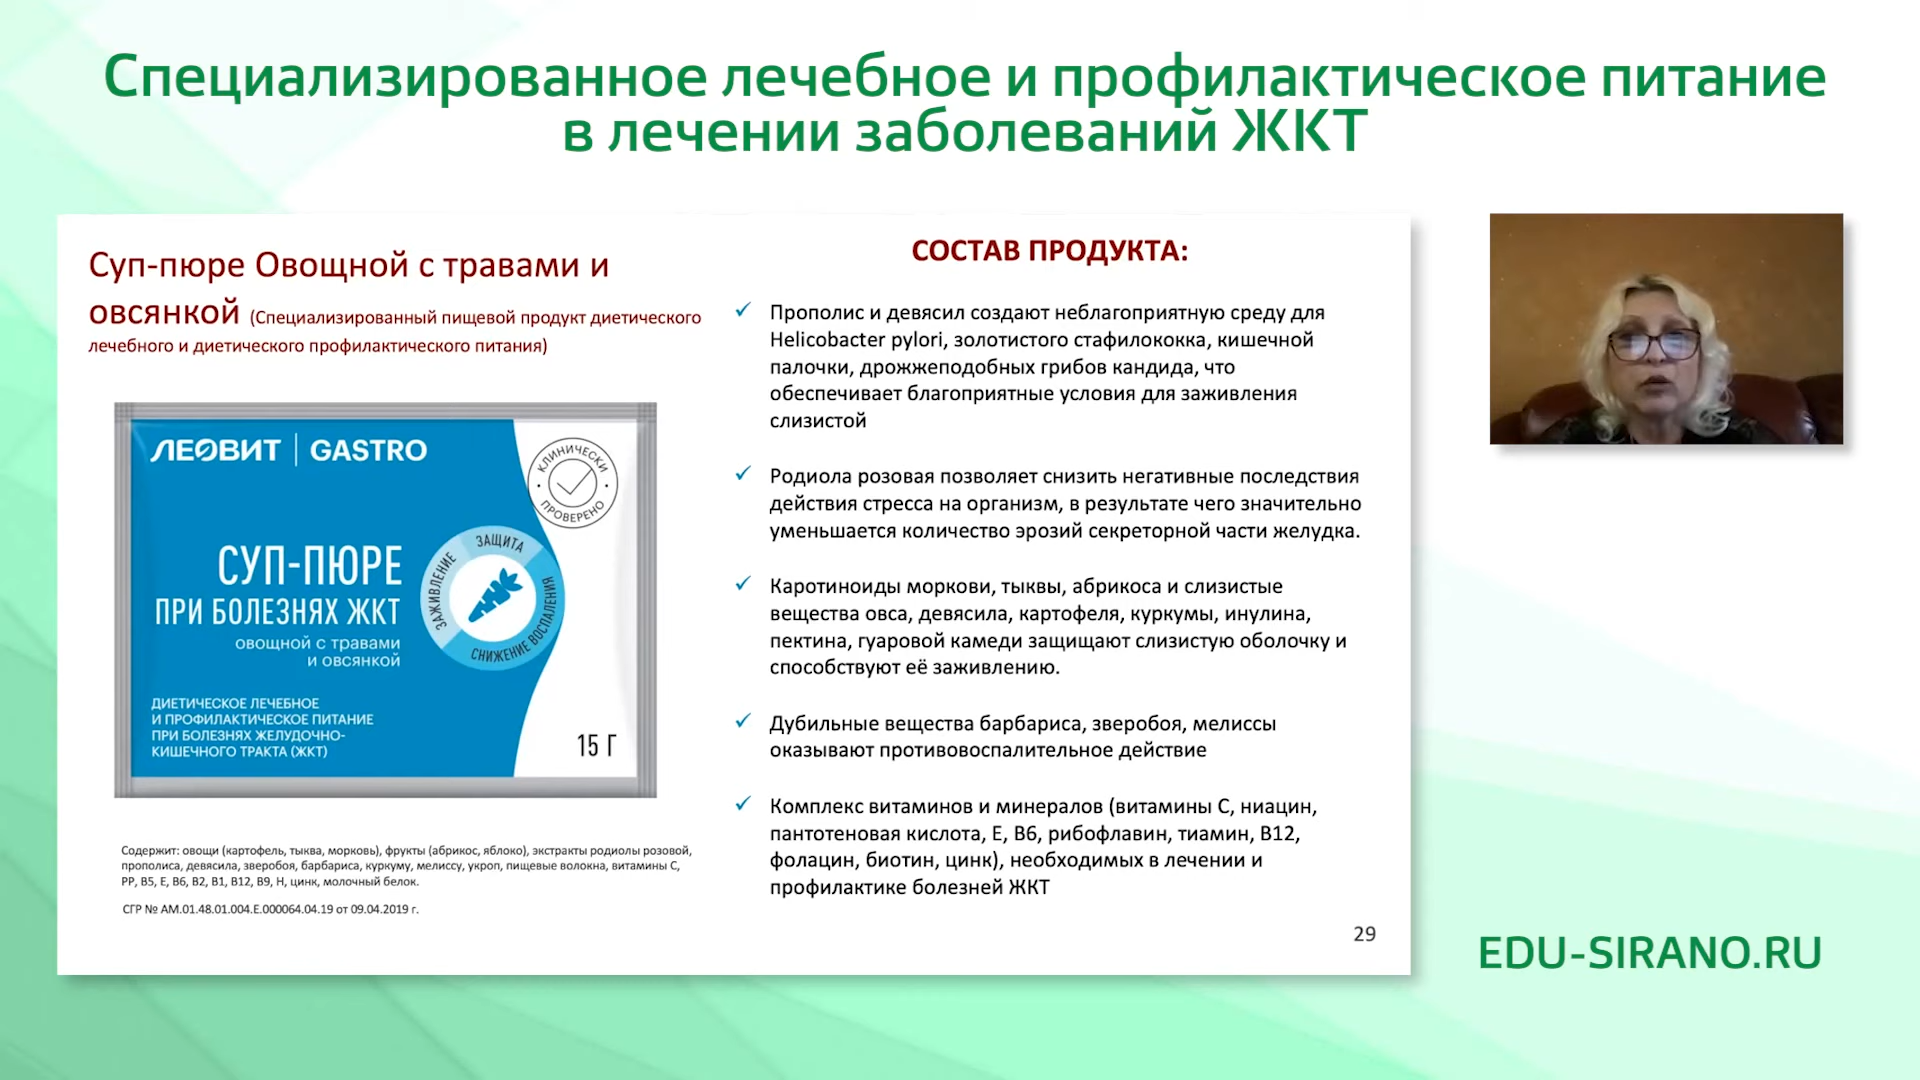 Специализированное лечебное и профилактическое питание
в лечении заболеваний ЖКТ
Суп-пюре Овощной с травами и
овсянкой (Специализированный пищевой продукт диетического
лечебного и диетического профилактического питания)
ЛЕОВИТ | GASTRO
КЛИНИЧЕСКИ
ПРОВЕРЕНО
СУП-ПЮРЕ
ПРИ БОЛЕЗНЯХ ЖКТ
овощной с травами
и овсянкой
ЗАЖИВЛЕНИЕ
ЗАЩИТА
СНИЖЕНИЕ ВОСПАЛЕНИЯ
ДИЕТИЧЕСКОЕ ЛЕЧЕБНОЕ
И ПРОФИЛАКТИЧЕСКОЕ ПИТАНИЕ
ПРИ БОЛЕЗНЯХ ЖЕЛУДОЧНО-
КИШЕЧНОГО ТРАКТА (ЖКТ)
15 Г
Содержит: овощи (картофель, тыква, морковь), фрукты (абрикос, яблоко), экстракты родиолы розовой,
прополиса, девясила, зверобоя, барбариса, куркуму, мелиссу, укроп, пищевые волокна, витамины С,
РР, В5, Е, В6, В2, В1, В12, В9, Н, цинк, молочный белок.
СГР № AM.01.48.01.004.E.000064.04.19 от 09.04.2019 г.
СОСТАВ ПРОДУКТА:
✓ Прополис и девясил создают неблагоприятную среду для
Helicobacter pylori, золотистого стафилококка, кишечной
палочки, дрожжеподобных грибов кандида, что
обеспечивает благоприятные условия для заживления
слизистой
✓ Родиола розовая позволяет снизить негативные последствия
действия стресса на организм, в результате чего значительно
уменьшается количество эрозий секреторной части желудка.
✓ Каротиноиды моркови, тыквы, абрикоса и слизистые
вещества овса, девясила, картофеля, куркумы, инулина,
пектина, гуаровой камеди защищают слизистую оболочку и
способствуют её заживлению.
✓ Дубильные вещества барбариса, зверобоя, мелиссы
оказывают противовоспалительное действие
✓ Комплекс витаминов и минералов (витамины С, ниацин,
пантотеновая кислота, Е, В6, рибофлавин, тиамин, В12,
фолацин, биотин, цинк), необходимых в лечении и
профилактике болезней ЖКТ
29
EDU-SIRANO.RU